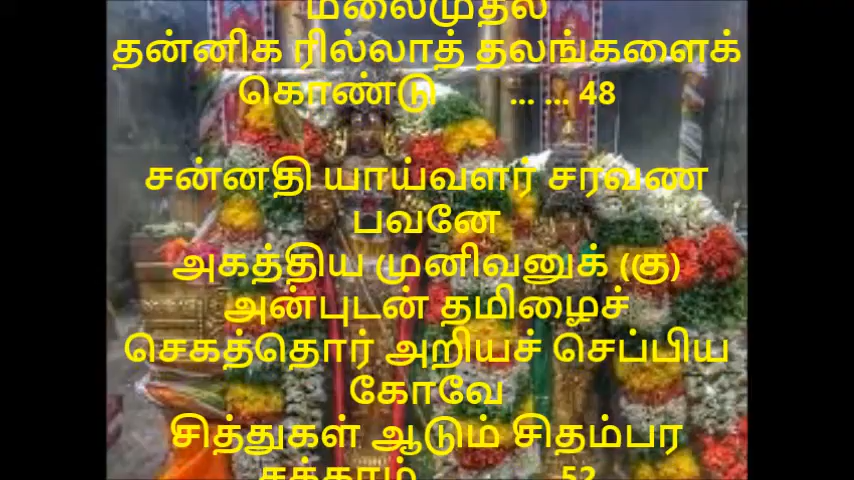 மலைமுதல்
தன்னிக ரில்லாத் தலங்களைக்
கொண்டு ... ... 48
சன்னதி யாய்வளர் சரவண
பவனே
அகத்திய முனிவனுக் (கு)
அன்புடன் தமிழைச்
செகத்தொர் அறியச் செப்பிய
கோவே
சித்துகள் ஆடும் சிதம்பர
52